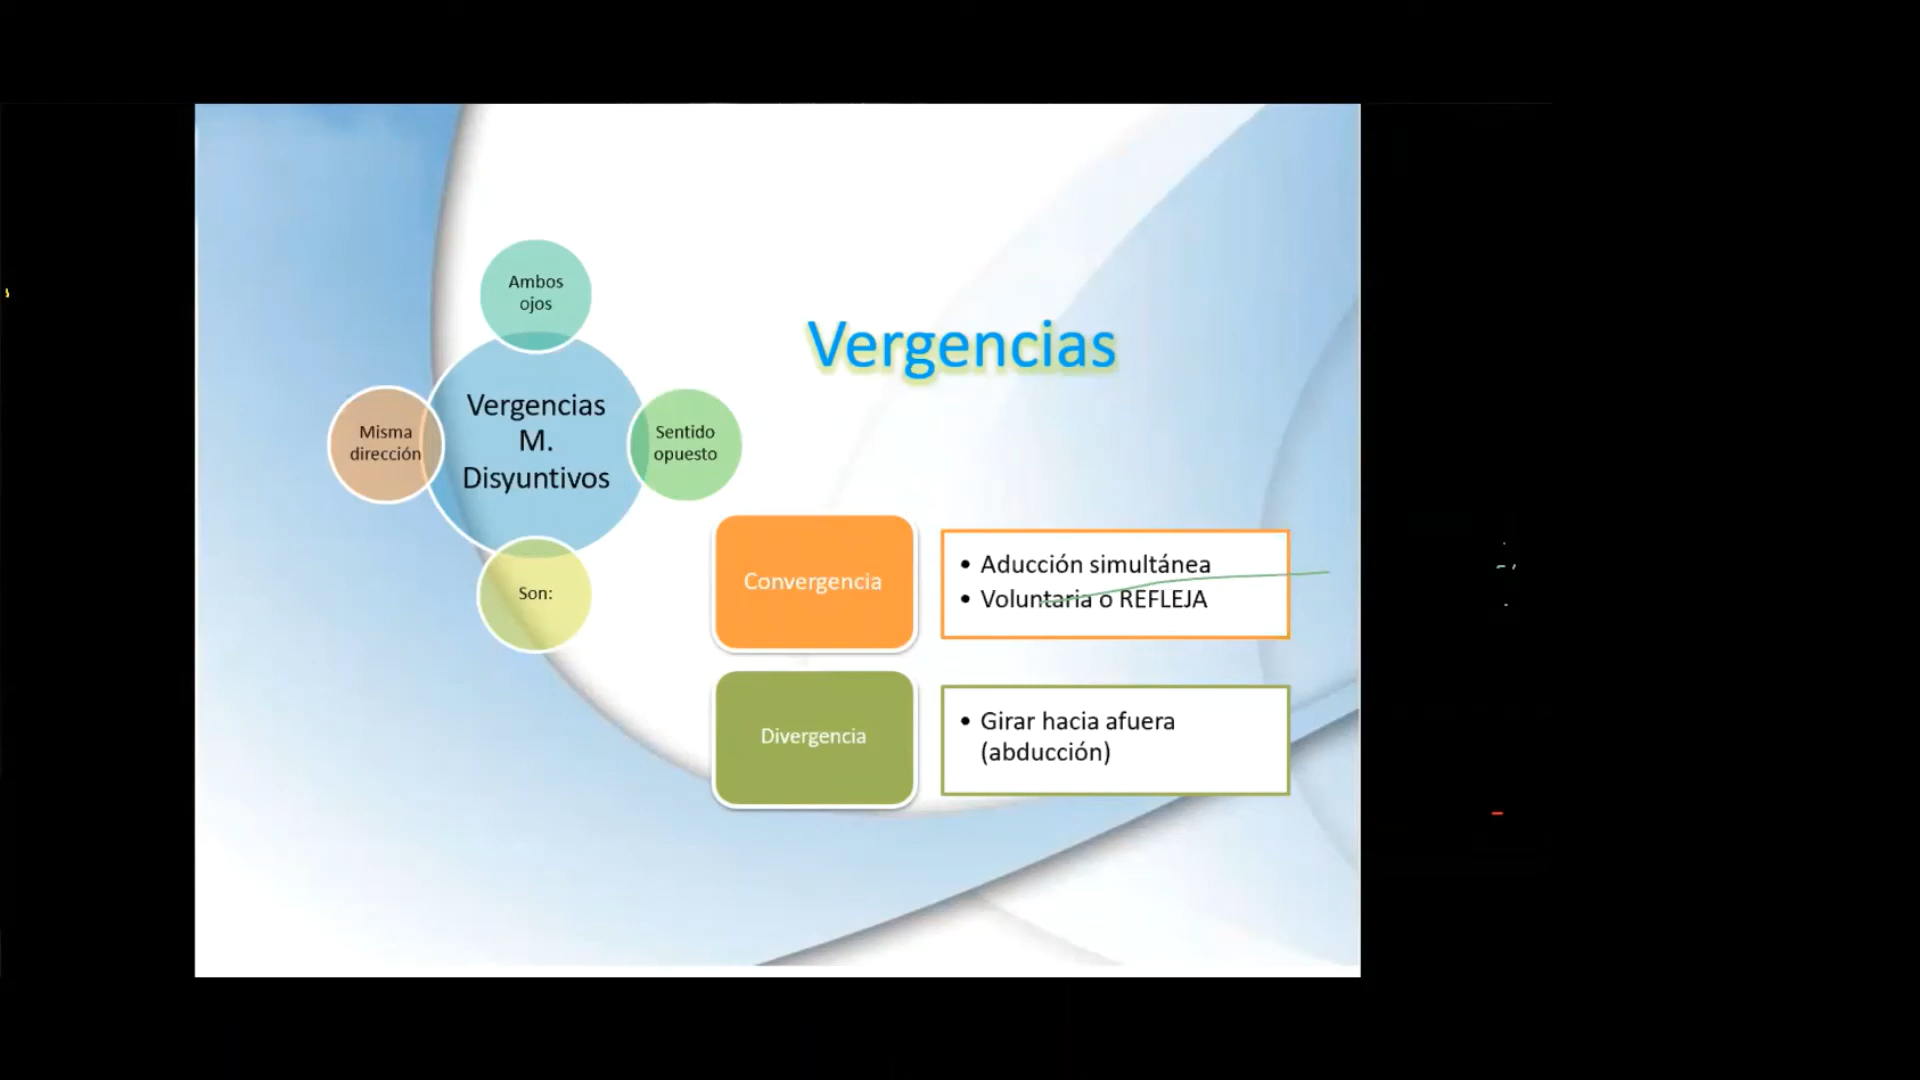 Ambos
ojos
Vergencias
Misma
dirección
Vergencias
M.
Disyuntivos
Sentido
opuesto
Son:
Convergencia
• Aducción simultánea
• Voluntaria o REFLEJA
Divergencia
• Girar hacia afuera
(abducción)